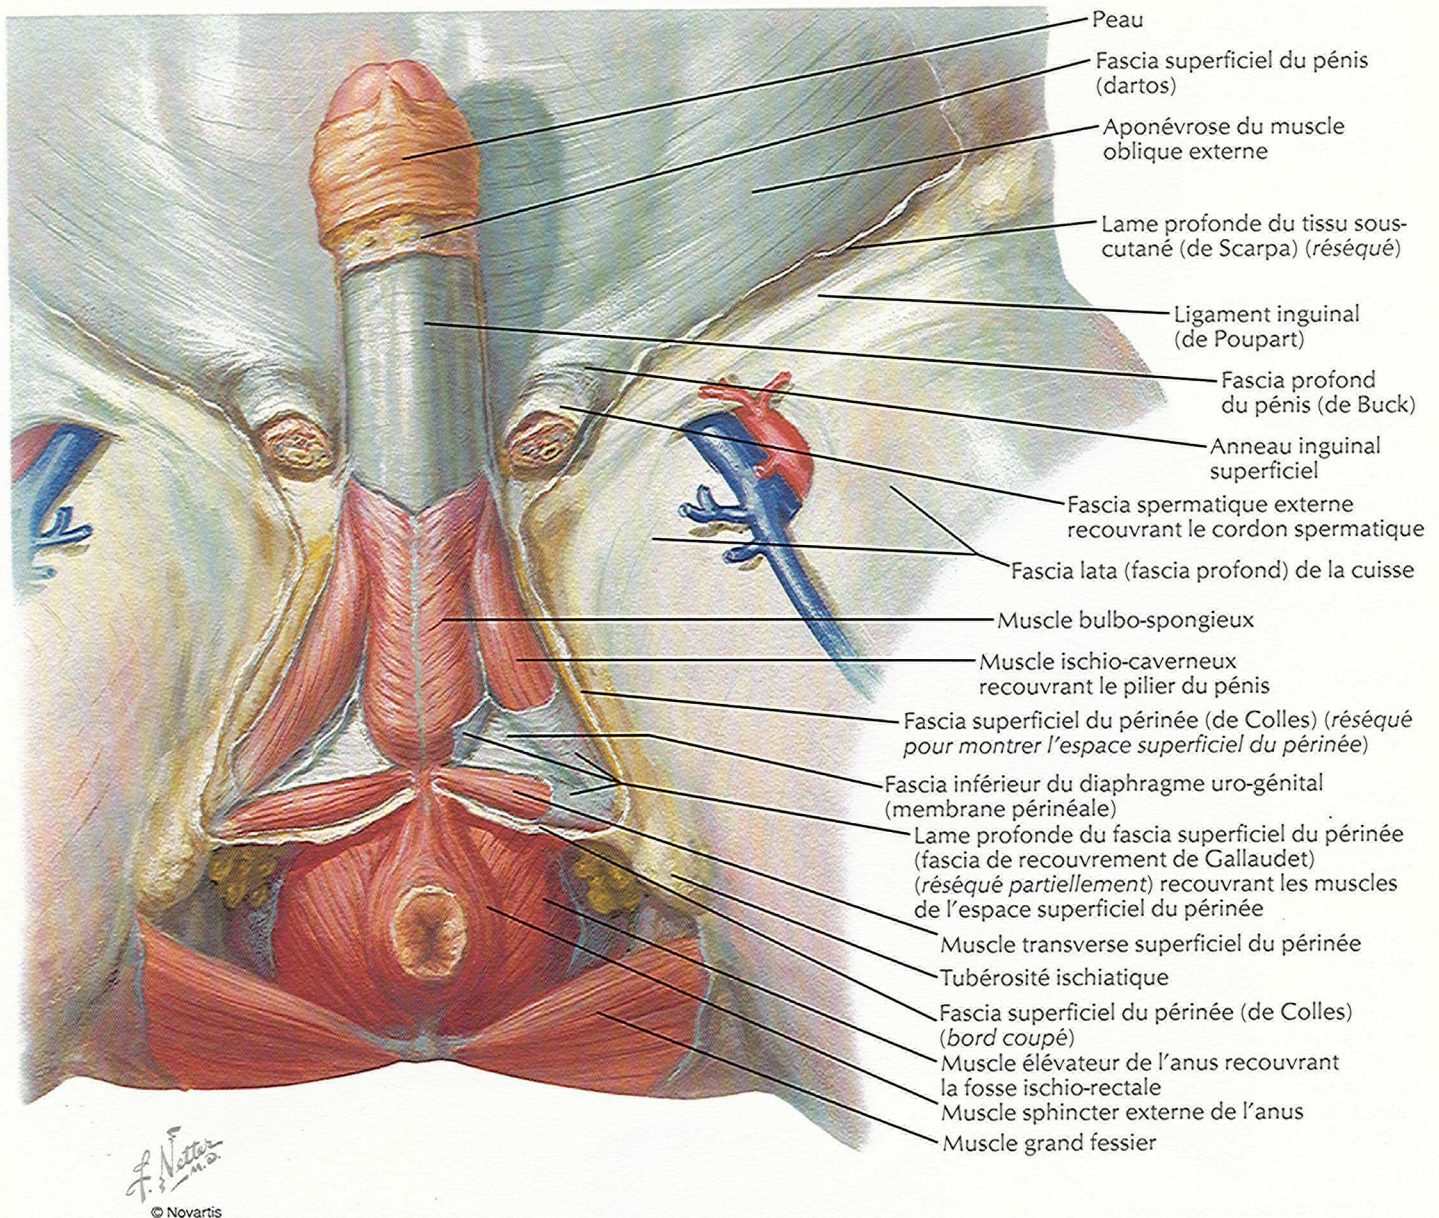 Peau
Fascia superficiel du pénis
(dartos)
Aponévrose du muscle
oblique externe
Lame profonde du tissu sous-
cutané (de Scarpa) (réséqué)
Ligament inguinal
(de Poupart)
Fascia profond
du pénis (de Buck)
Anneau inguinal
superficiel
Fascia spermatique externe
recouvrant le cordon spermatique
Fascia lata (fascia profond) de la cuisse
Muscle bulbo-spongieux
Muscle ischio-caverneux
recouvrant le pilier du pénis
Fascia superficiel du périnée (de Colles) (réséqué
pour montrer l'espace superficiel du périnée)
Fascia inférieur du diaphragme uro-génital
(membrane périnéale)
Lame profonde du fascia superficiel du périnée
(fascia de recouvrement de Gallaudet)
(réséqué partiellement) recouvrant les muscles
de l'espace superficiel du périnée
Muscle transverse superficiel du périnée
Tubérosité ischiatique
Fascia superficiel du périnée (de Colles)
(bord coupé)
Muscle élévateur de l'anus recouvrant
la fosse ischio-rectale
Muscle sphincter externe de l'anus
Muscle grand fessier
F. Netter
M.D.
© Novartis